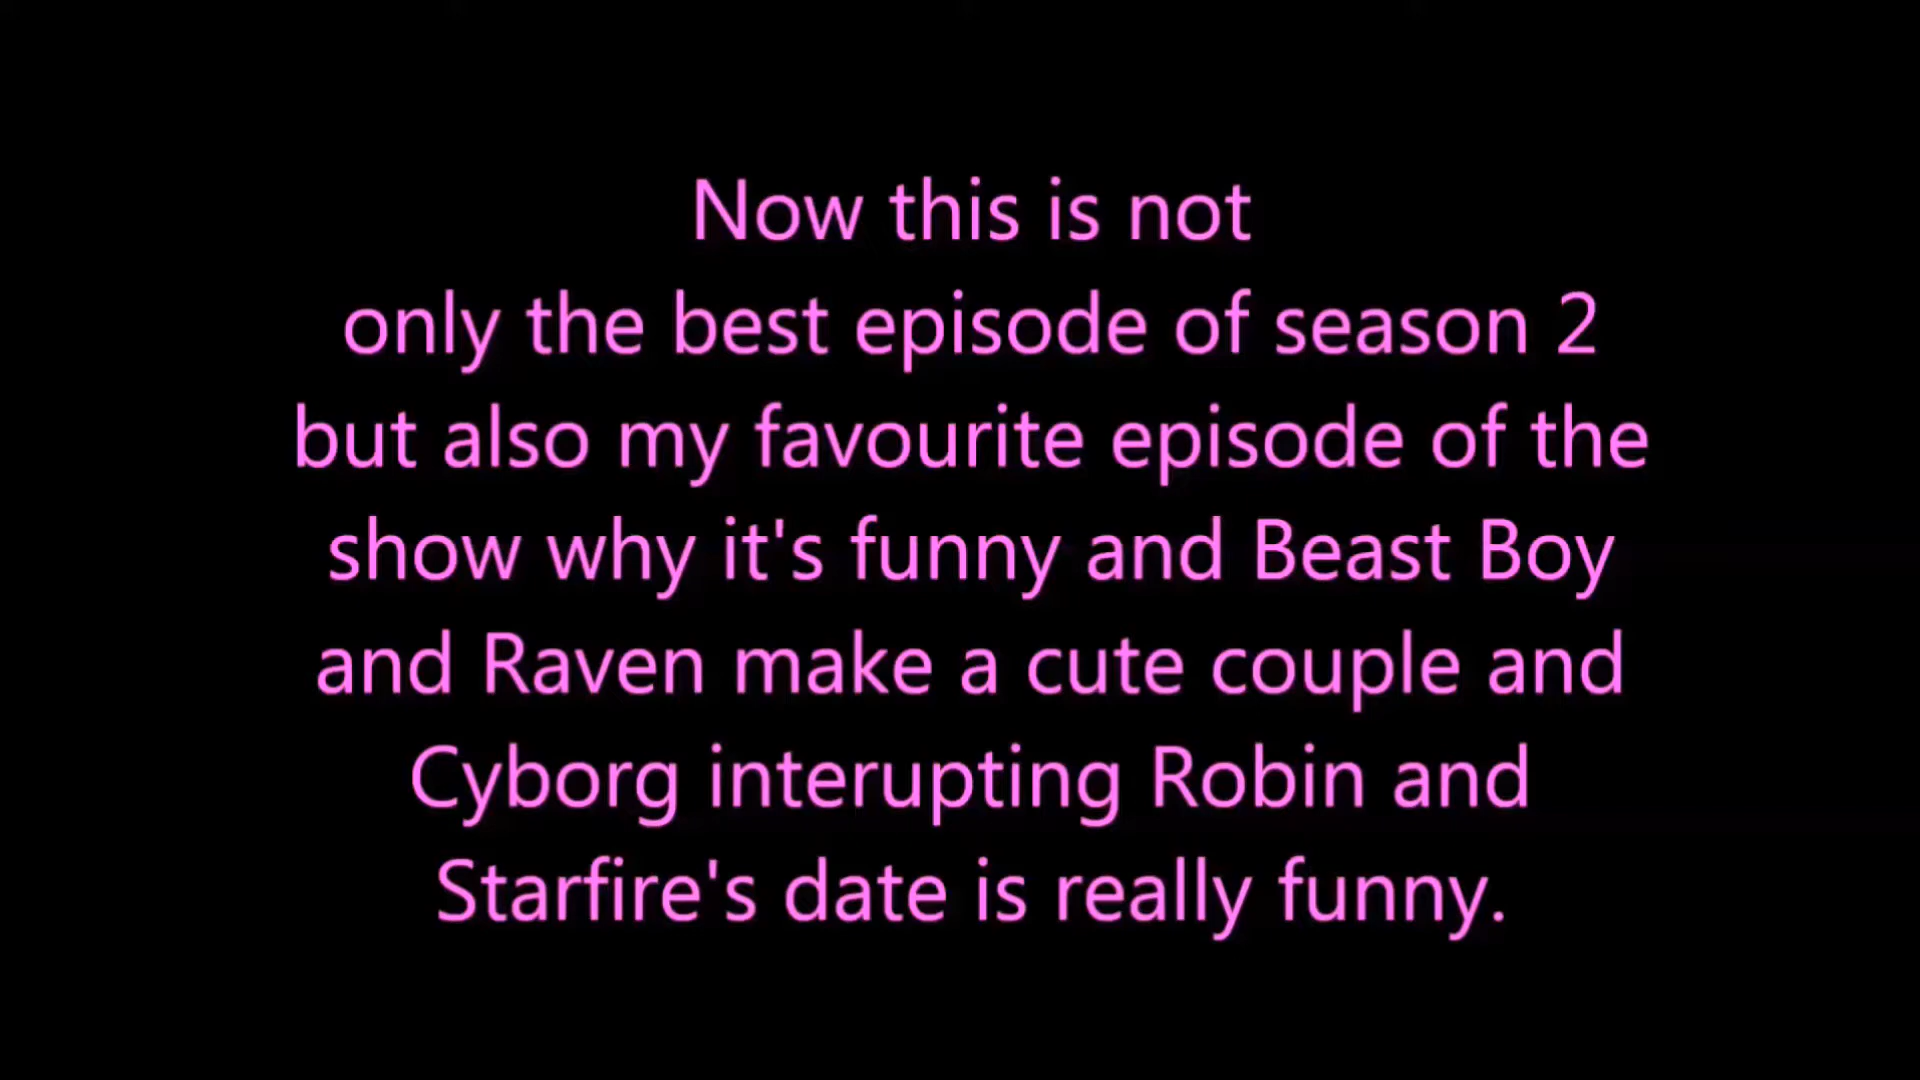 Now this is not
only the best episode of season 2
but also my favourite episode of the
show why it's funny and Beast Boy
and Raven make a cute couple and
Cyborg interupting Robin and
Starfire's date is really funny.